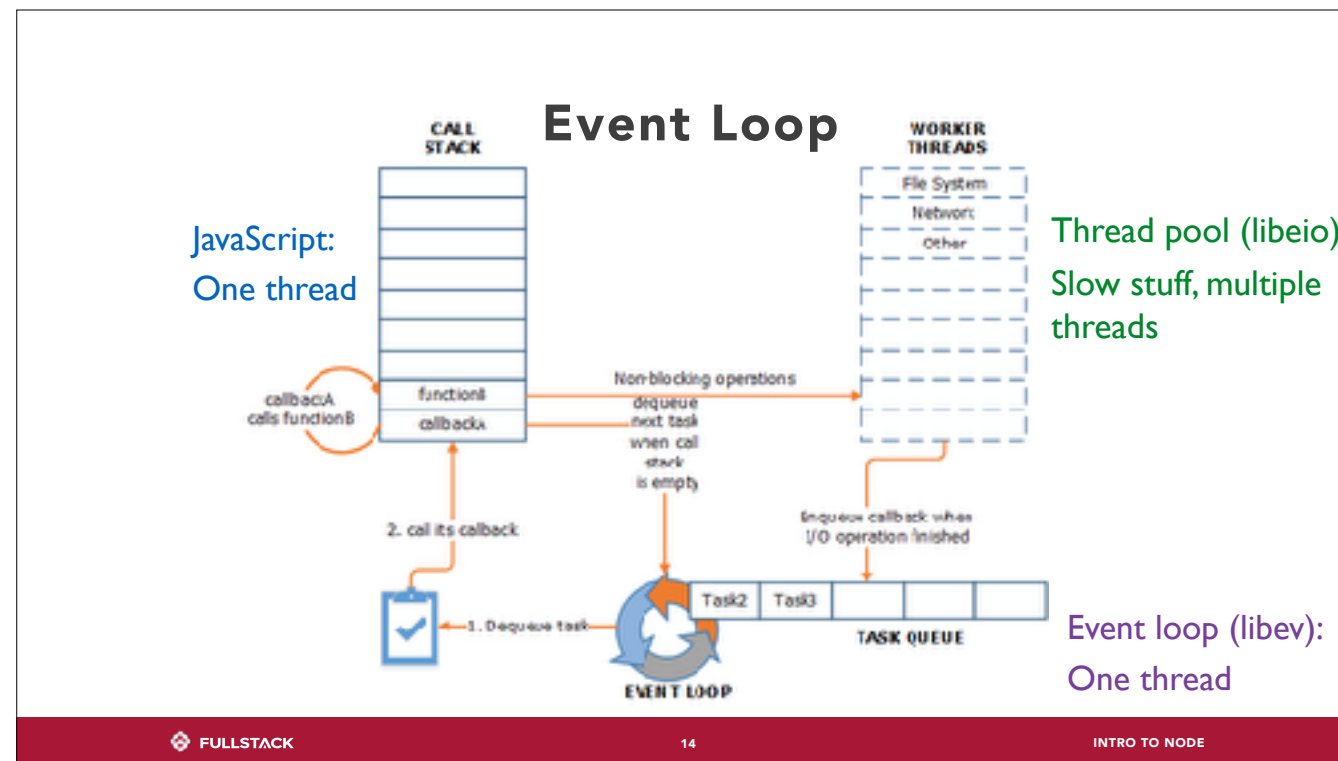 Event Loop
CALL
STACK
WORKER
THREADS
File System
Network
Other
JavaScript:
One thread
Thread pool (libeio)
Slow stuff, multiple
threads
callbackA
calls functionB
functionB
callbackA
Non-blocking operations
dequeue
next task
when call
stack
is empty
2. call its callback
Enqueue callback when
I/O operation finished
1. Dequeue task
Task2
Task3
TASK QUEUE
EVENT LOOP
Event loop (libev):
One thread
FULLSTACK
14
INTRO TO NODE